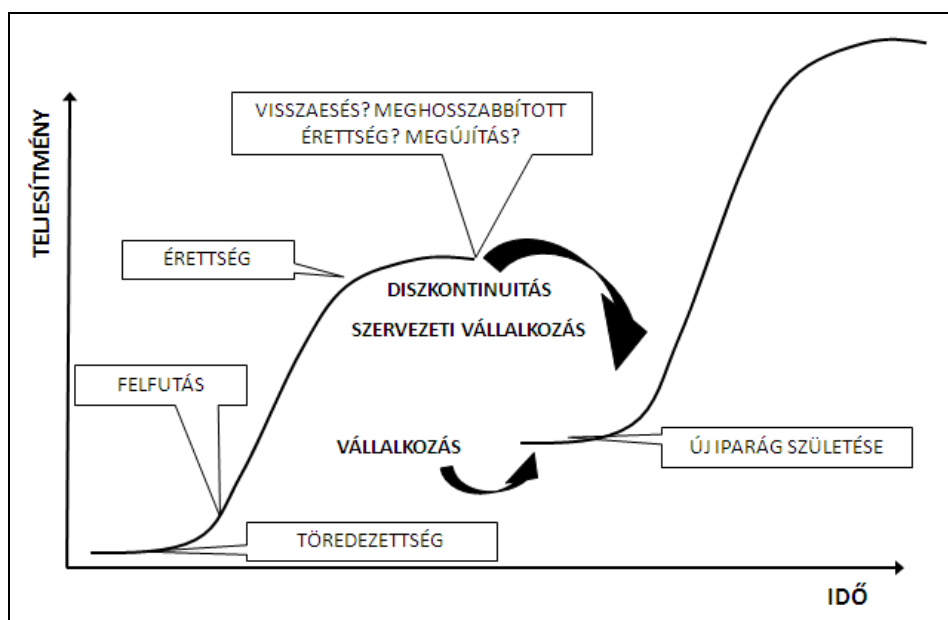 TELJESÍTMÉNY
VISSZAESÉS? MEGHOSSZABBÍTOTT
ÉRETTSÉG? MEGÚJÍTÁS?
ÉRETTSÉG
DISZKONTINUITÁS
SZERVEZETI VÁLLALKOZÁS
FELFUTÁS
VÁLLALKOZÁS
ÚJ IPARÁG SZÜLETÉSE
TÖREDEZETTSÉG
IDŐ